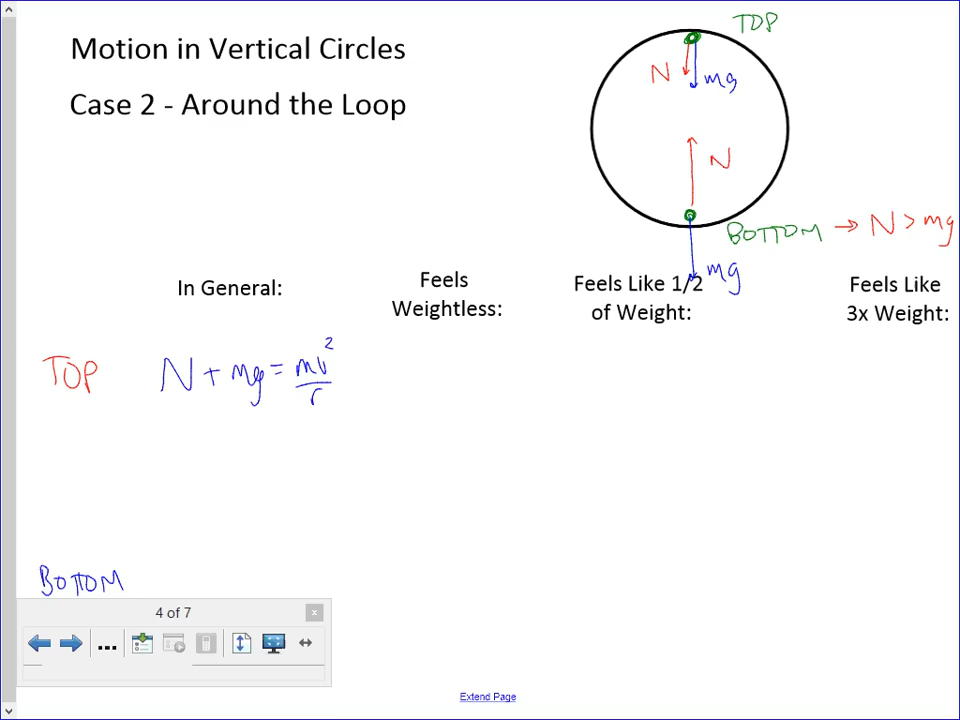 Motion in Vertical Circles
Case 2 - Around the Loop
TOP
N
mg
N
BOTTOM → N > mg
mg
In General:
Feels
Weightless:
Feels Like 1/2
of Weight:
Feels Like
3x Weight:
TOP N + mg = mv²/r
BOTTOM
4 of 7
x
...
Extend Page